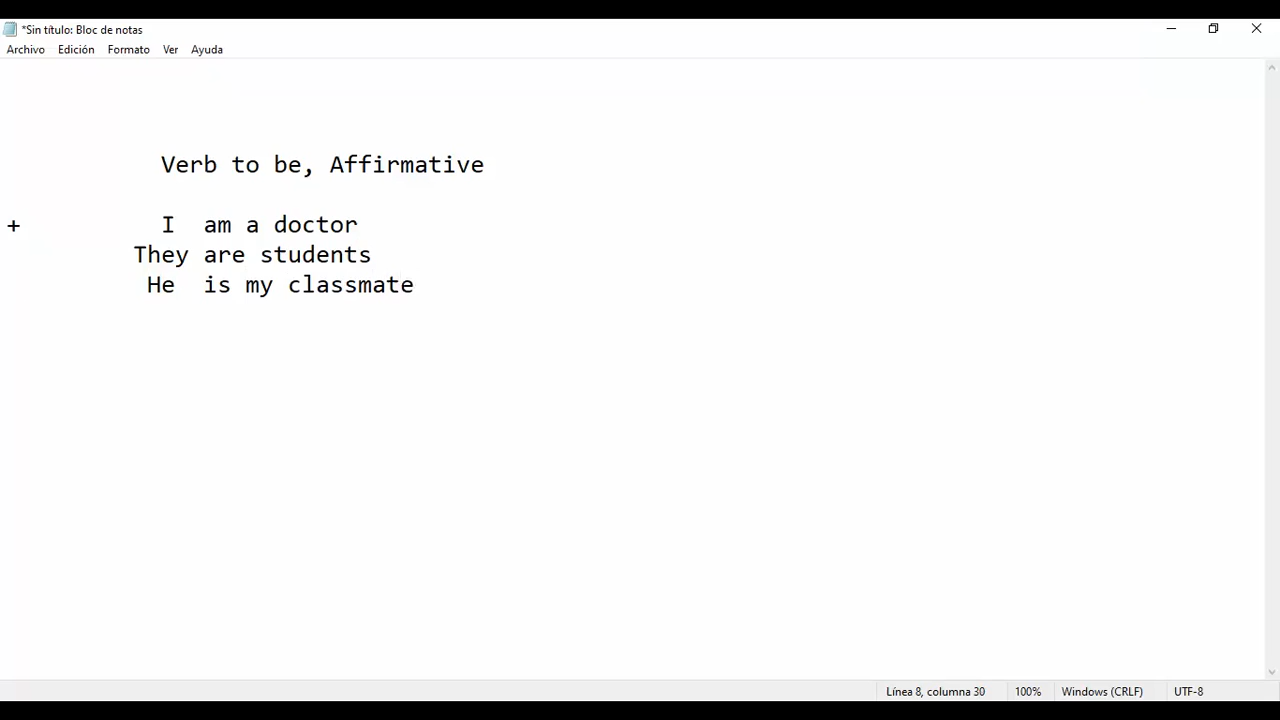 *Sin título: Bloc de notas
Archivo Edición Formato Ver Ayuda
Verb to be, Affirmative
+ I am a doctor
They are students
He is my classmate
Línea 8, columna 30 100% Windows (CRLF) UTF-8